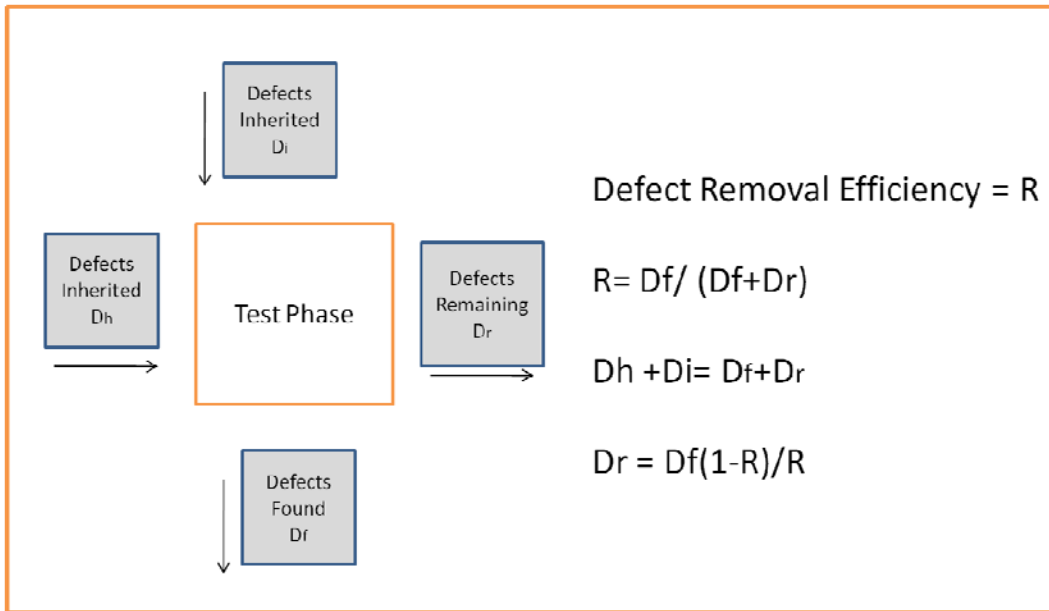 Defects
Inherited
Di
Defects
Inherited
Dh
Test Phase
Defects
Remaining
Dr
Defects
Found
Df
Defect Removal Efficiency = R
R= Df/ (Df+Dr)
Dh +Di= Df+Dr
Dr = Df(1-R)/R